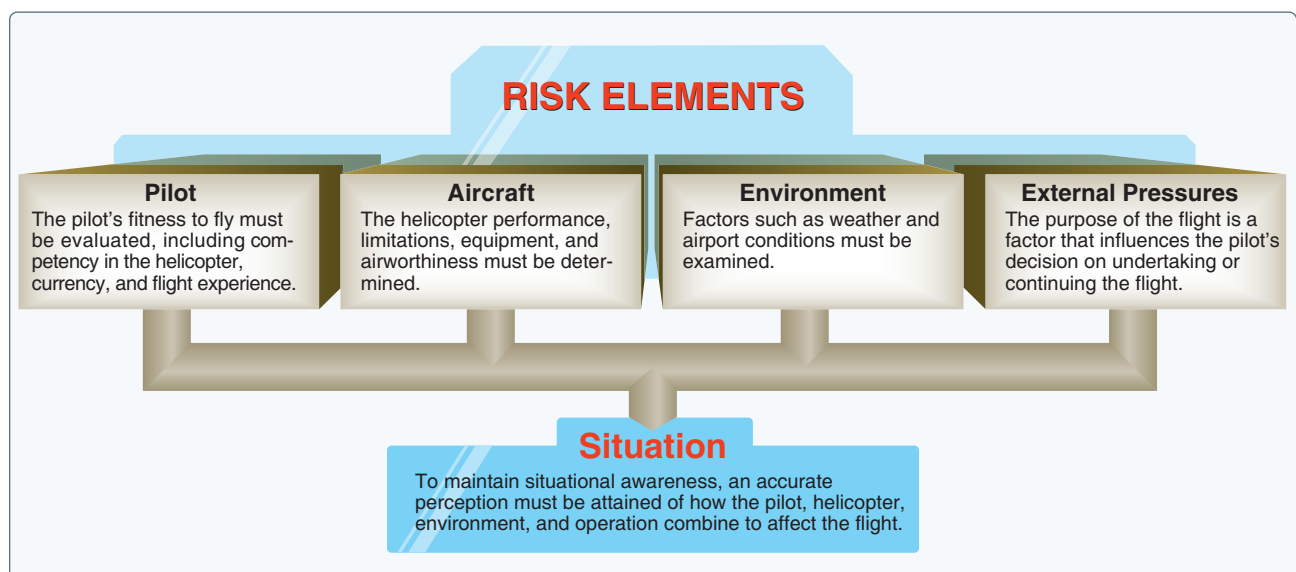 RISK ELEMENTS
Pilot
The pilot's fitness to fly must
be evaluated, including com-
petency in the helicopter,
currency, and flight experience.
Aircraft
The helicopter performance,
limitations, equipment, and
airworthiness must be deter-
mined.
Environment
Factors such as weather and
airport conditions must be
examined.
External Pressures
The purpose of the flight is a
factor that influences the pilot's
decision on undertaking or
continuing the flight.
Situation
To maintain situational awareness, an accurate
perception must be attained of how the pilot, helicopter,
environment, and operation combine to affect the flight.